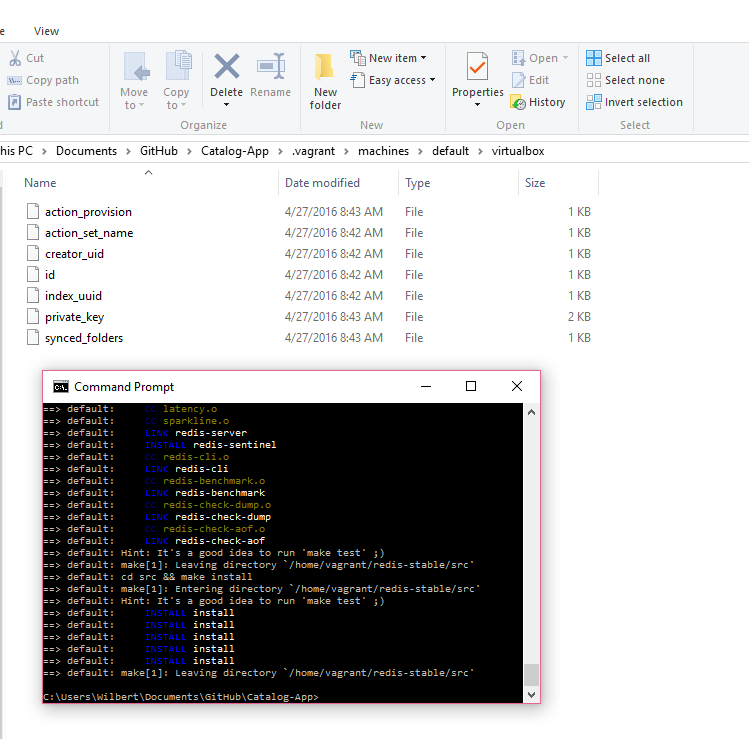 e View
Cut
Copy path
Paste shortcut
d
Move to
Copy to
Delete
Rename
Organize
New folder
New item
Easy access
New
Properties
Open
Edit
History
Open
Select all
Select none
Invert selection
Select
his PC > Documents > GitHub > Catalog-App > .vagrant > machines > default > virtualbox
Name Date modified Type Size
action_provision 4/27/2016 8:43 AM File 1 KB
action_set_name 4/27/2016 8:42 AM File 1 KB
creator_uid 4/27/2016 8:42 AM File 1 KB
id 4/27/2016 8:42 AM File 1 KB
index_uuid 4/27/2016 8:42 AM File 1 KB
private_key 4/27/2016 8:43 AM File 2 KB
synced_folders 4/27/2016 8:43 AM File 1 KB
C:\. Command Prompt
==> default: CC latency.o
==> default: CC sparkline.o
==> default: LINK redis-server
==> default: INSTALL redis-sentinel
==> default: CC redis-cli.o
==> default: LINK redis-cli
==> default: CC redis-benchmark.o
==> default: LINK redis-benchmark
==> default: CC redis-check-dump.o
==> default: LINK redis-check-dump
==> default: CC redis-check-aof.o
==> default: LINK redis-check-aof
==> default: Hint: It's a good idea to run 'make test' ;)
==> default: make[1]: Leaving directory `/home/vagrant/redis-stable/src'
==> default: cd src && make install
==> default: make[1]: Entering directory `/home/vagrant/redis-stable/src'
==> default: Hint: It's a good idea to run 'make test' ;)
==> default: INSTALL install
==> default: INSTALL install
==> default: INSTALL install
==> default: INSTALL install
==> default: INSTALL install
==> default: make[1]: Leaving directory `/home/vagrant/redis-stable/src'
C:\Users\Wilbert\Documents\GitHub\Catalog-App>